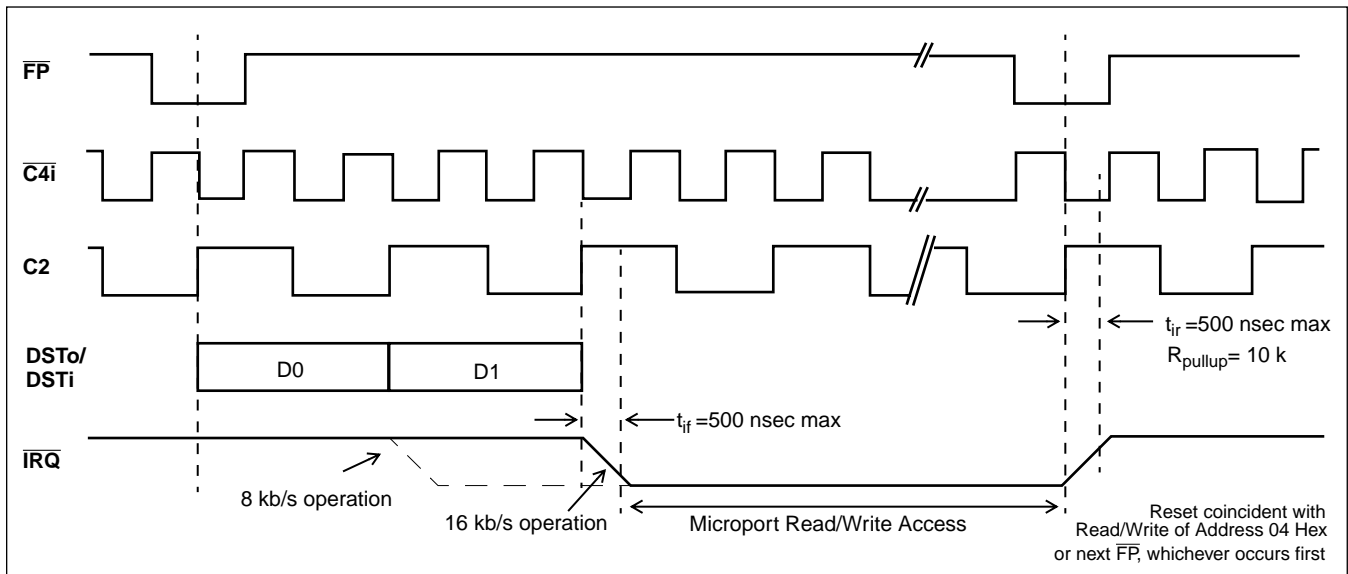 FP
C4i
C2
t_ir =500 nsec max
R_pullup= 10 k
DSTo/
DSTi
D0
D1
t_if =500 nsec max
IRQ
8 kb/s operation
16 kb/s operation
Microport Read/Write Access
Reset coincident with
Read/Write of Address 04 Hex
or next FP, whichever occurs first